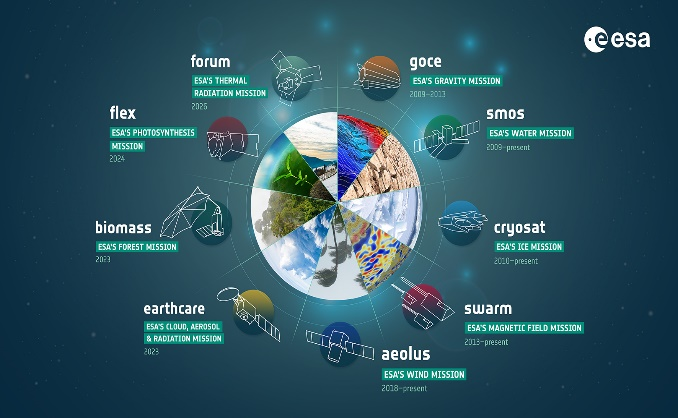 esa
forum
ESA'S THERMAL
RADIATION MISSION
2026
goce
ESA'S GRAVITY MISSION
2009–2013
flex
ESA'S PHOTOSYNTHESIS
MISSION
2024
smos
ESA'S WATER MISSION
2009–present
biomass
ESA'S FOREST MISSION
2023
cryosat
ESA'S ICE MISSION
2010–present
earthcare
ESA'S CLOUD, AEROSOL
& RADIATION MISSION
2023
swarm
ESA'S MAGNETIC FIELD MISSION
2013–present
aeolus
ESA'S WIND MISSION
2018–present